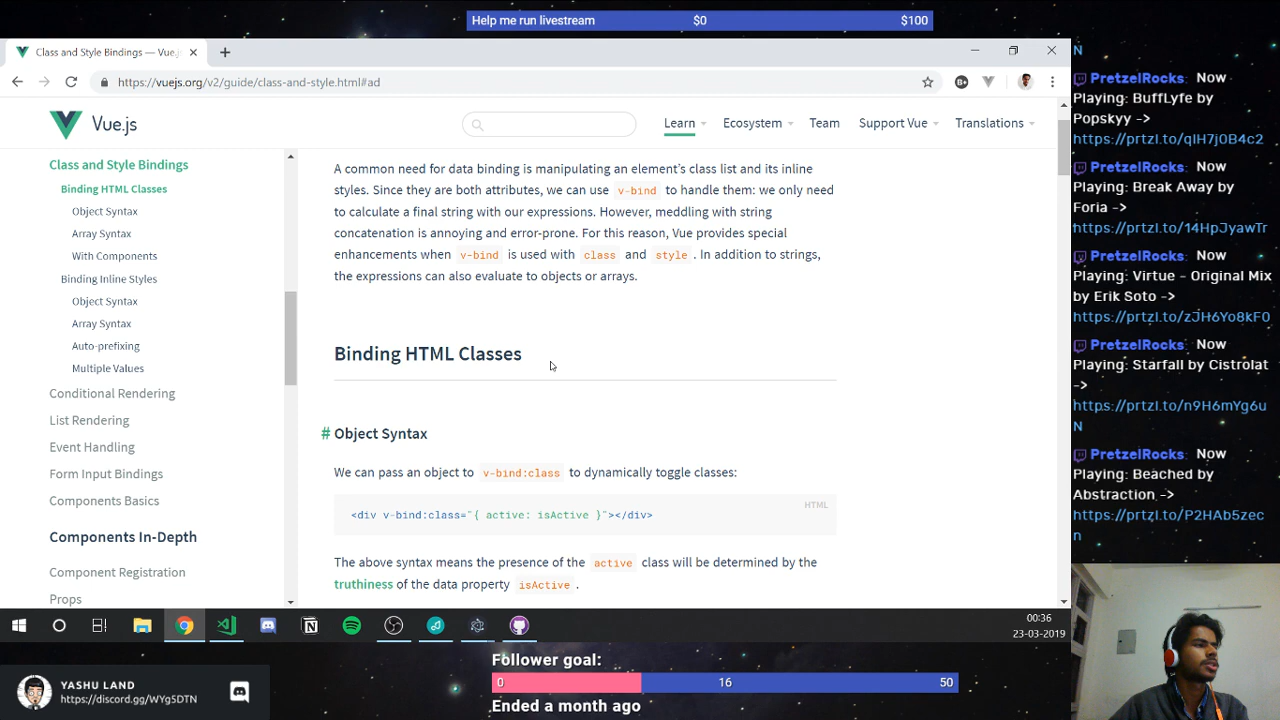 Help me run livestream $0 $100
Class and Style Bindings — Vue.j
https://vuejs.org/v2/guide/class-and-style.html#ad
Vue.js
Learn Ecosystem Team Support Vue Translations
Class and Style Bindings
Binding HTML Classes
Object Syntax
Array Syntax
With Components
Binding Inline Styles
Object Syntax
Array Syntax
Auto-prefixing
Multiple Values
Conditional Rendering
List Rendering
Event Handling
Form Input Bindings
Components Basics
Components In-Depth
Component Registration
Props
A common need for data binding is manipulating an element's class list and its inline
styles. Since they are both attributes, we can use v-bind to handle them: we only need
to calculate a final string with our expressions. However, meddling with string
concatenation is annoying and error-prone. For this reason, Vue provides special
enhancements when v-bind is used with class and style . In addition to strings,
the expressions can also evaluate to objects or arrays.
Binding HTML Classes
# Object Syntax
We can pass an object to v-bind:class to dynamically toggle classes:
HTML
<div v-bind:class="{ active: isActive }"></div>
The above syntax means the presence of the active class will be determined by the
truthiness of the data property isActive .
N
PretzelRocks: Now
Playing: BuffLyfe by
Popskyy ->
https://prtzl.to/qIH7j0B4c2
PretzelRocks: Now
Playing: Break Away by
Foria ->
https://prtzl.to/14HpJyawTr
PretzelRocks: Now
Playing: Virtue - Original Mix
by Erik Soto ->
https://prtzl.to/zJH6Yo8kF0
PretzelRocks: Now
Playing: Starfall by Cistrolat
->
https://prtzl.to/n9H6mYg6u
N
PretzelRocks: Now
Playing: Beached by
Abstraction ->
https://prtzl.to/P2HAb5zec
n
00:36
23-03-2019
YASHU LAND
https://discord.gg/WYg5DTN
Follower goal:
0 16 50
Ended a month ago